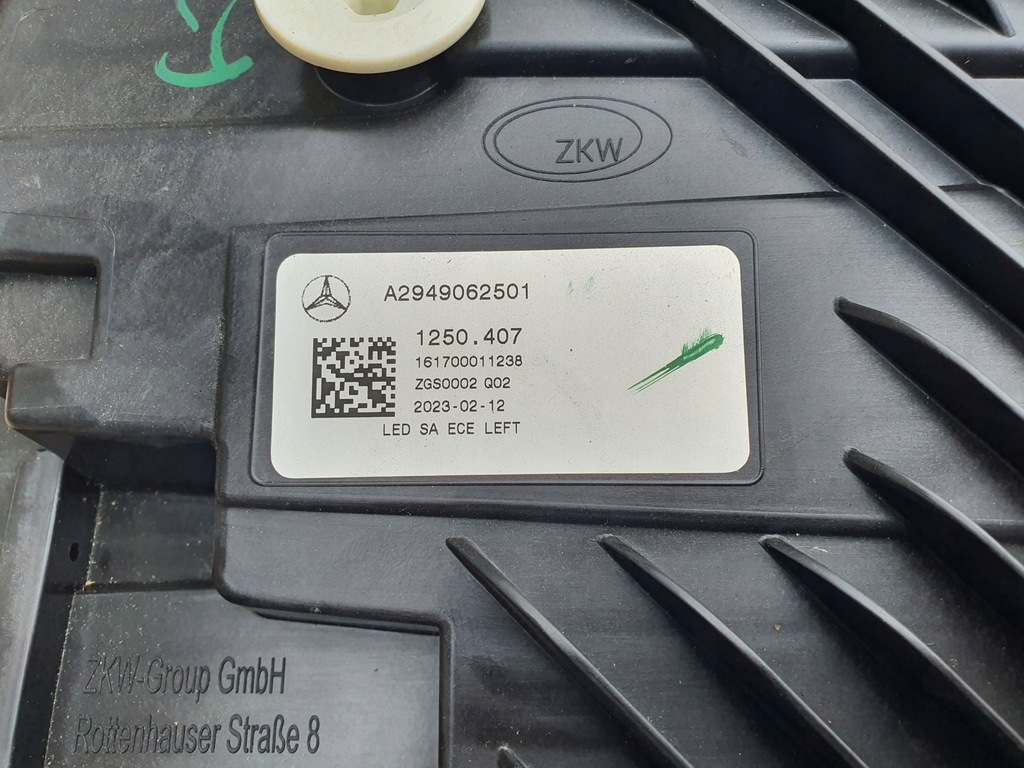 ZKW
A2949062501
1250.407
161700011238
ZGS0002 Q02
2023-02-12
LED SA ECE LEFT
ZKW-Group GmbH
Rottenhauser Straße 8